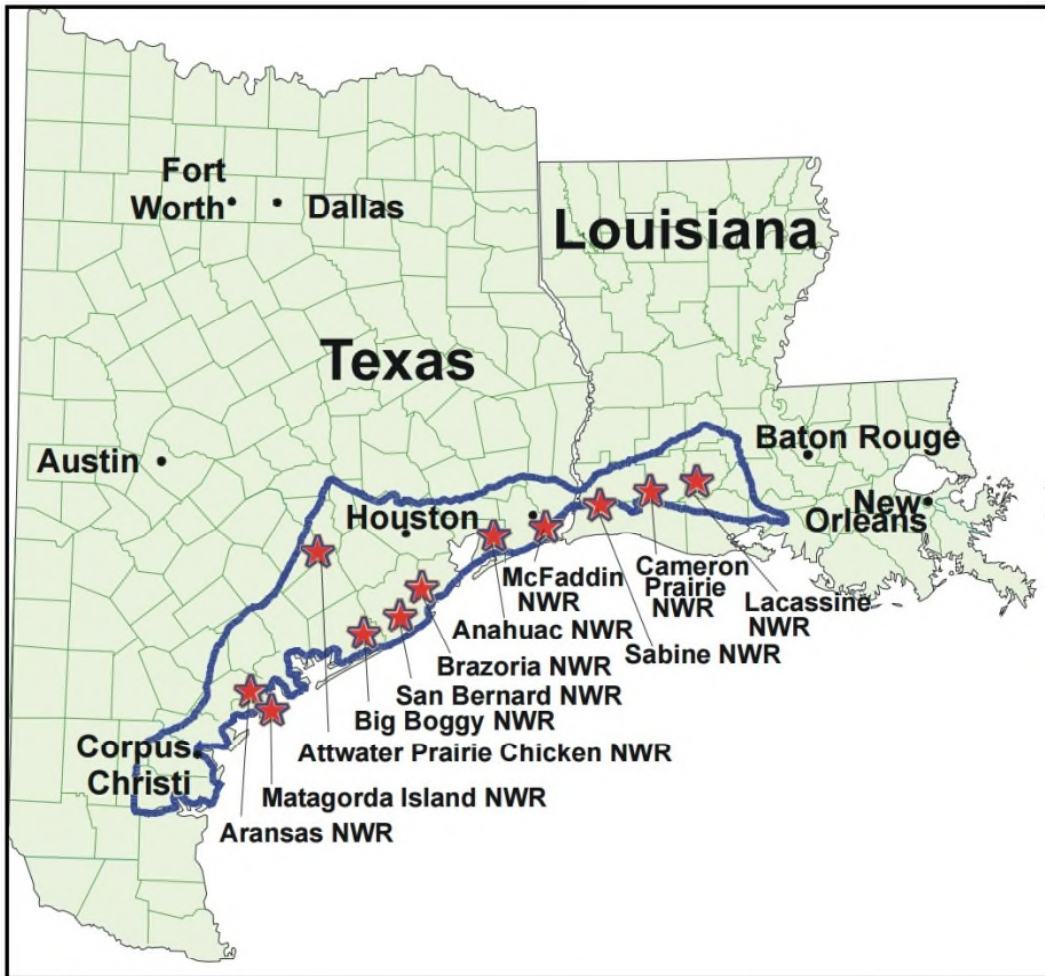 Fort
Worth
Dallas
Louisiana
Texas
Austin
Baton Rouge
New
Orleans
Houston
McFaddin
NWR
Cameron
Prairie
NWR
Lacassine
NWR
Anahuac NWR
Sabine NWR
Brazoria NWR
San Bernard NWR
Big Boggy NWR
Attwater Prairie Chicken NWR
Corpus
Christi
Matagorda Island NWR
Aransas NWR